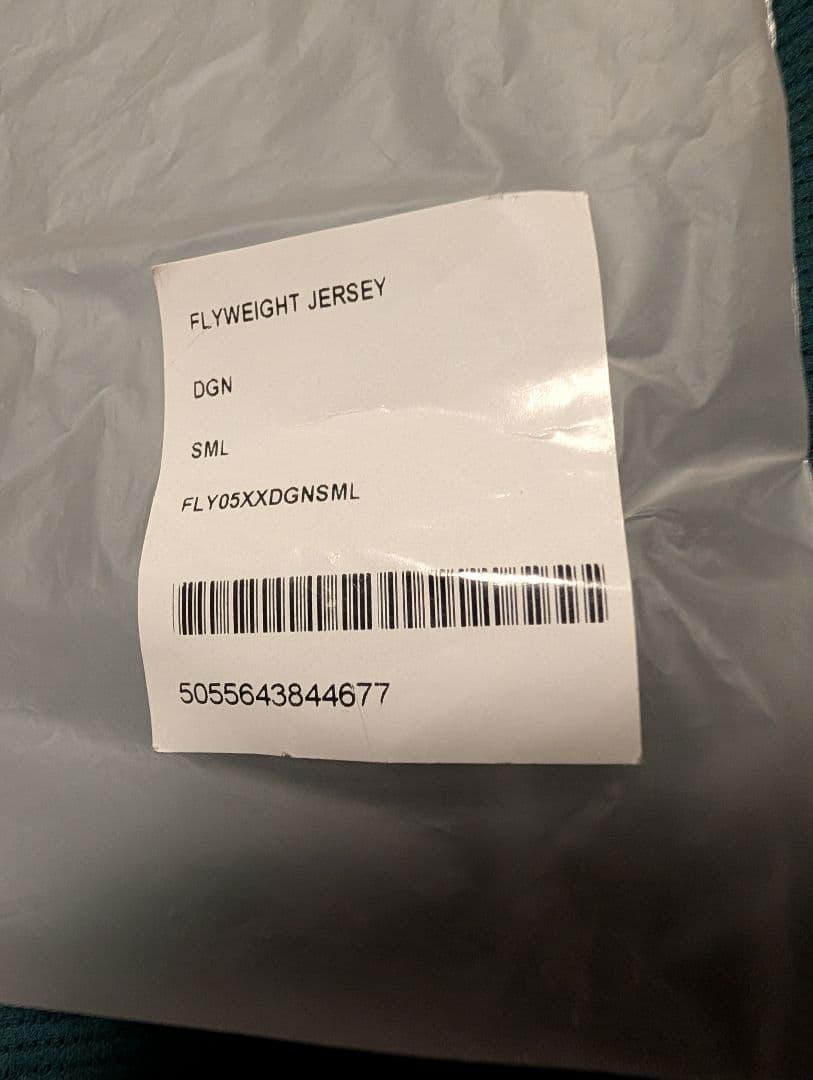 FLYWEIGHT JERSEY
DGN
SML
FLY05XXDGNSML
5055643844677